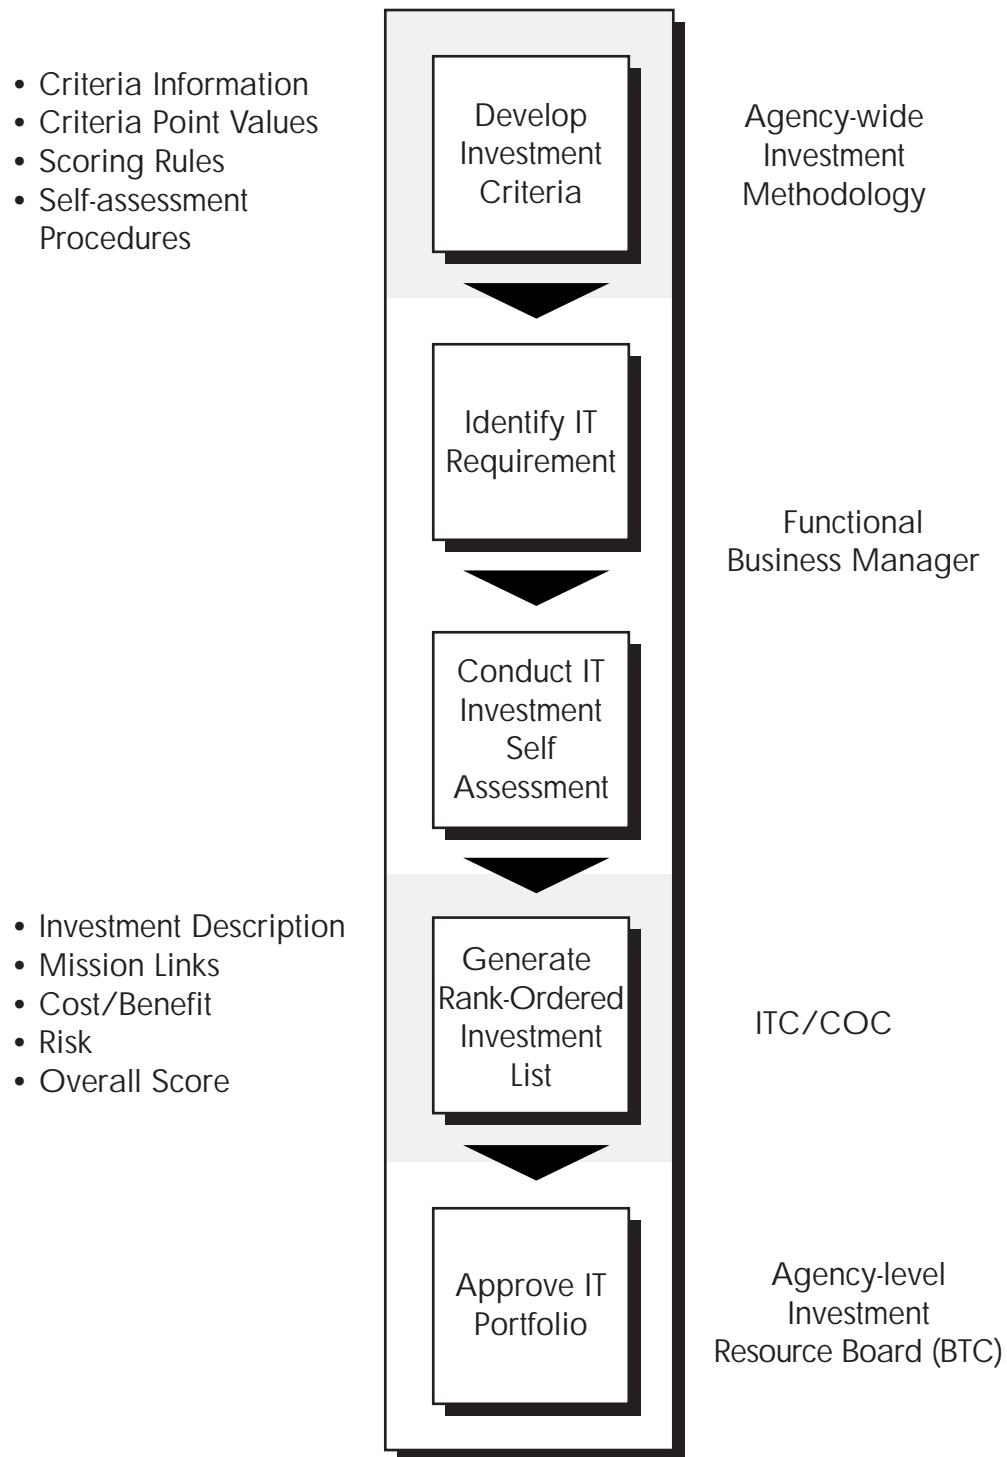 • Criteria Information
• Criteria Point Values
• Scoring Rules
• Self-assessment
Procedures
Develop
Investment
Criteria
Agency-wide
Investment
Methodology
Identify IT
Requirement
Functional
Business Manager
Conduct IT
Investment
Self
Assessment
• Investment Description
• Mission Links
• Cost/Benefit
• Risk
• Overall Score
Generate
Rank-Ordered
Investment
List
ITC/COC
Approve IT
Portfolio
Agency-level
Investment
Resource Board (BTC)